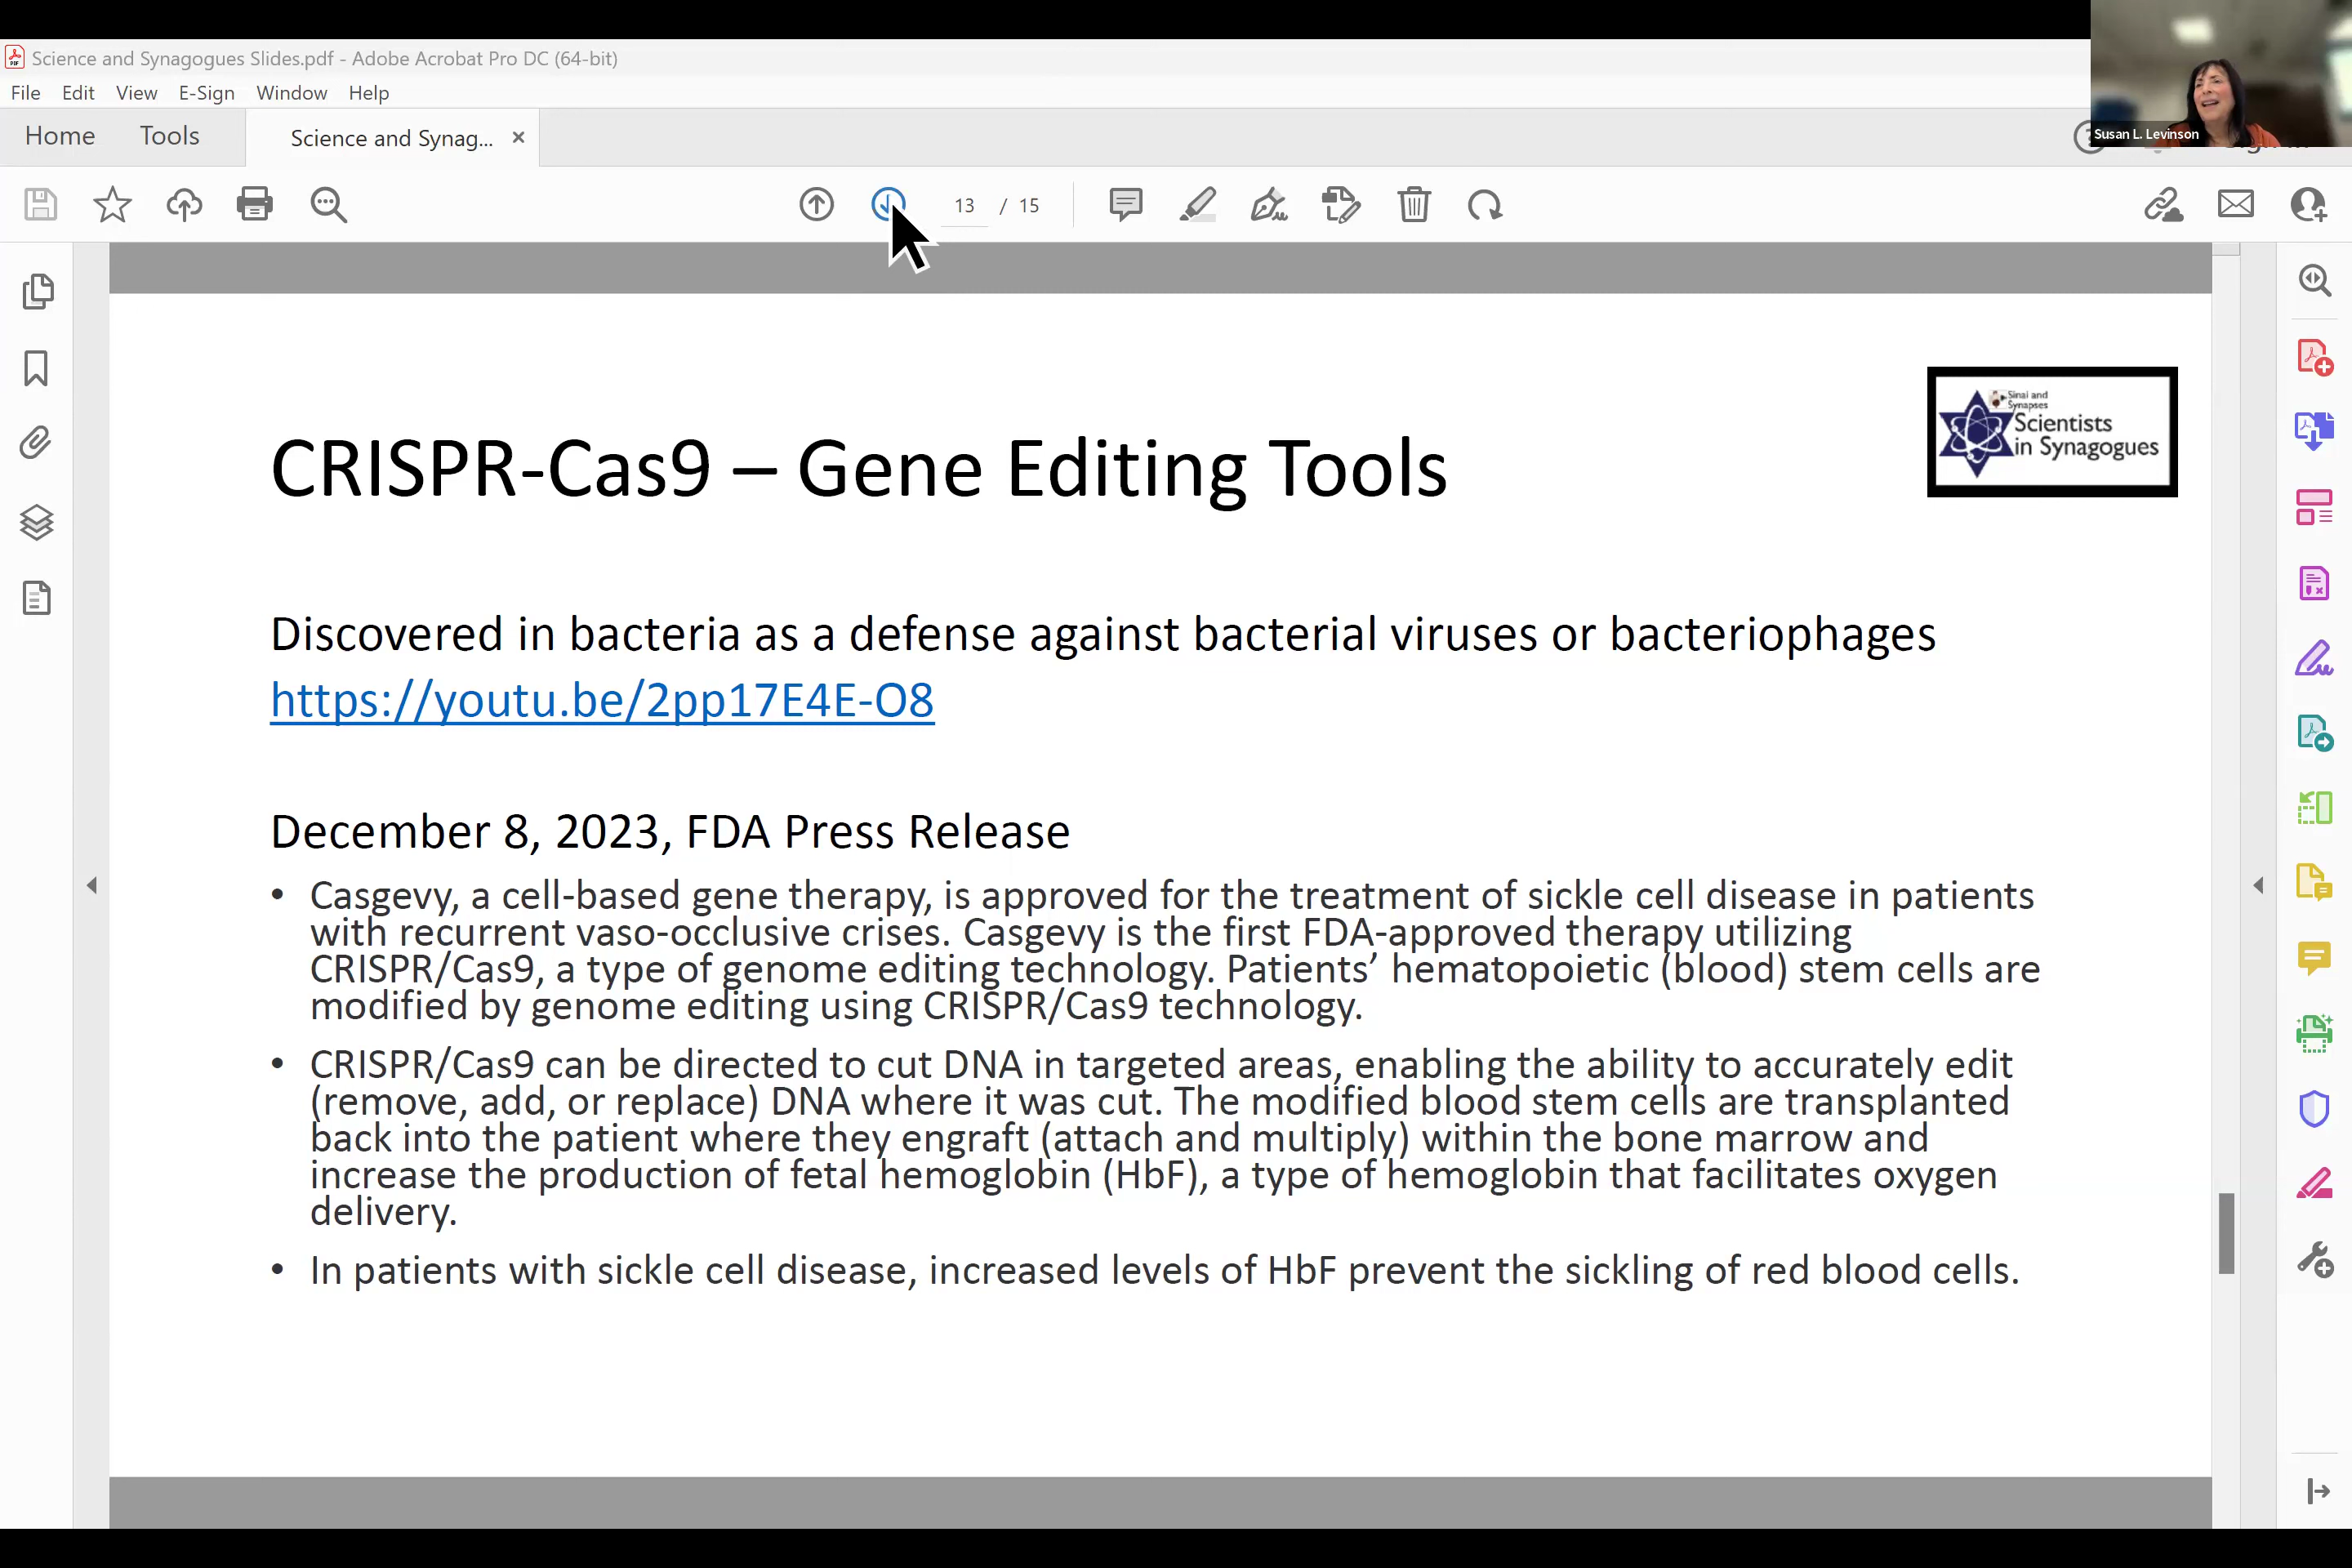 Science and Synagogues Slides.pdf - Adobe Acrobat Pro DC (64-bit)
File Edit View E-Sign Window Help
Home Tools Science and Synag... ×
Susan L. Levinson
13 / 15
Sinai and
Synapses
Scientists
in Synagogues
CRISPR-Cas9 – Gene Editing Tools
Discovered in bacteria as a defense against bacterial viruses or bacteriophages
https://youtu.be/2pp17E4E-O8
December 8, 2023, FDA Press Release
• Casgevy, a cell-based gene therapy, is approved for the treatment of sickle cell disease in patients
with recurrent vaso-occlusive crises. Casgevy is the first FDA-approved therapy utilizing
CRISPR/Cas9, a type of genome editing technology. Patients’ hematopoietic (blood) stem cells are
modified by genome editing using CRISPR/Cas9 technology.
• CRISPR/Cas9 can be directed to cut DNA in targeted areas, enabling the ability to accurately edit
(remove, add, or replace) DNA where it was cut. The modified blood stem cells are transplanted
back into the patient where they engraft (attach and multiply) within the bone marrow and
increase the production of fetal hemoglobin (HbF), a type of hemoglobin that facilitates oxygen
delivery.
• In patients with sickle cell disease, increased levels of HbF prevent the sickling of red blood cells.